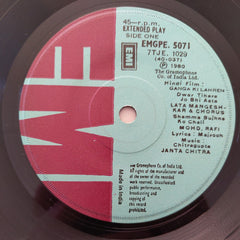 45-r.p.m.
EXTENDED PLAY
SIDE ONE
EMGPE. 5071
7TJE. 1029
(40-0371)
EMI
℗ 1980
The Gramophone
Co. of India Ltd.
Hindi Film:
GANGA KI LAHREN
Dwar Tihare
Jo Bhi Aata
LATA MANGESH-
KAR & CHORUS
Shamma Bujhne
Ko Chali
MOHD. RAFI
Lyrics: Majrooh
Music:
Chitragupta
JANTA CHITRA
EMI
Gramophone Co. of India Ltd.
All rights of the manufacturer
and of the owner of the recorded
work reserved. Unauthorised
public performance,
broadcasting and
copying of this
record prohibited.
Made in India